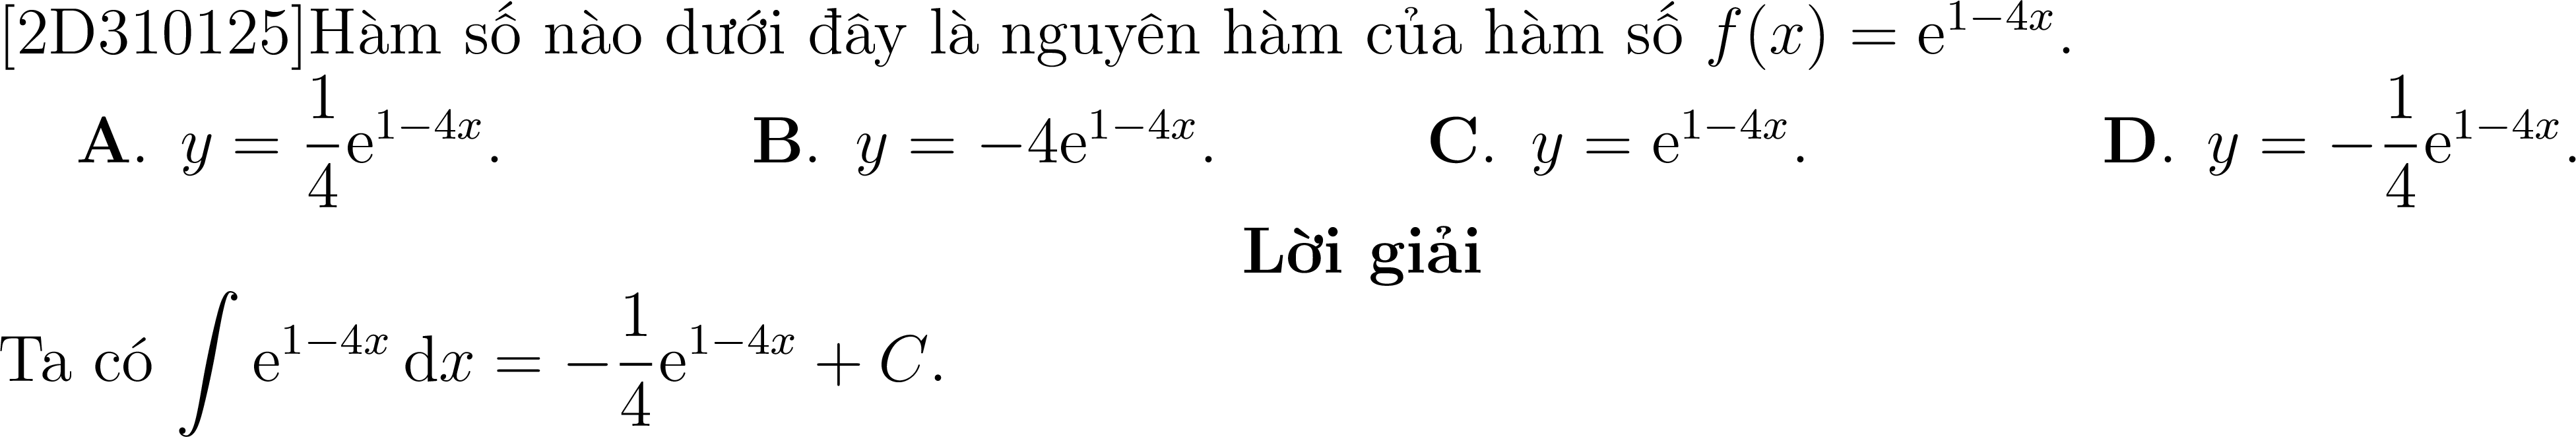 [2D310125]Hàm số nào dưới đây là nguyên hàm của hàm số $f(x) = \mathrm{e}^{1-4x}$.
**A.** $y = \frac{1}{4}\mathrm{e}^{1-4x}$. **B.** $y = -4\mathrm{e}^{1-4x}$. **C.** $y = \mathrm{e}^{1-4x}$. **D.** $y = -\frac{1}{4}\mathrm{e}^{1-4x}$.
**Lời giải**
Ta có $\int \mathrm{e}^{1-4x} \, \mathrm{d}x = -\frac{1}{4}\mathrm{e}^{1-4x} + C$.